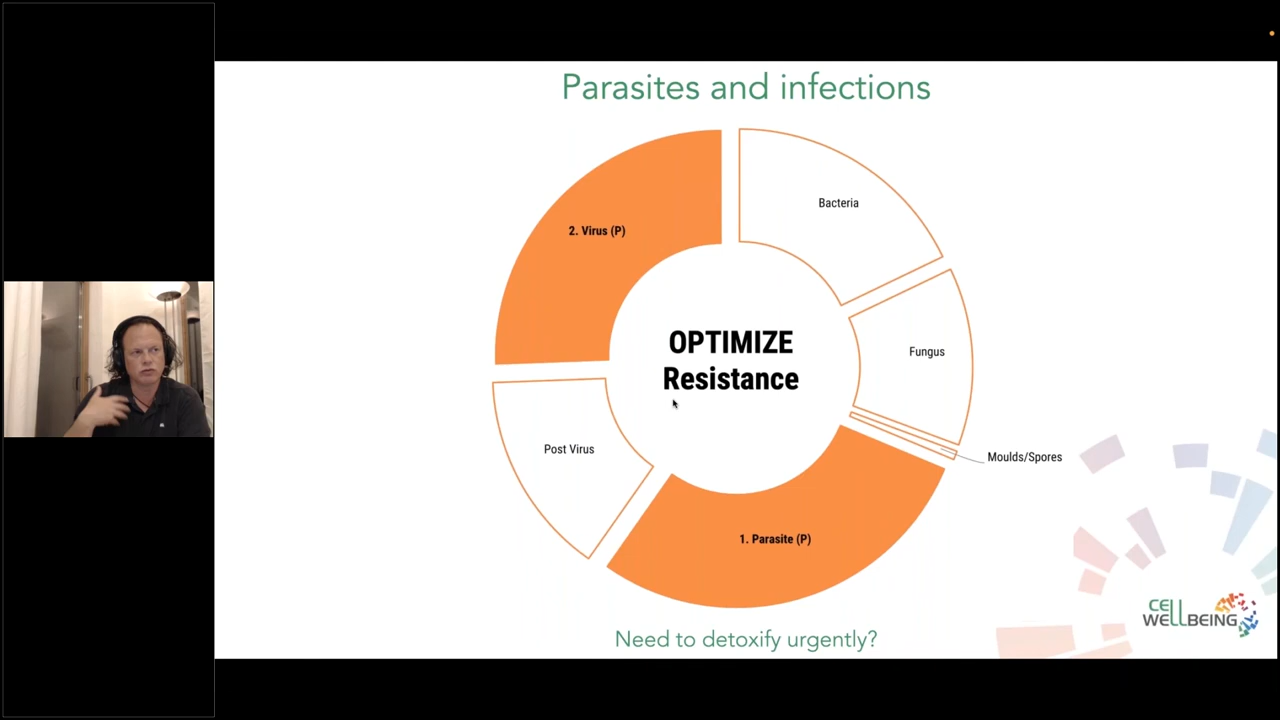 Parasites and infections
Bacteria
2. Virus (P)
OPTIMIZE
Resistance
Fungus
Post Virus
Moulds/Spores
1. Parasite (P)
CELL
WELLBEING
Need to detoxify urgently?